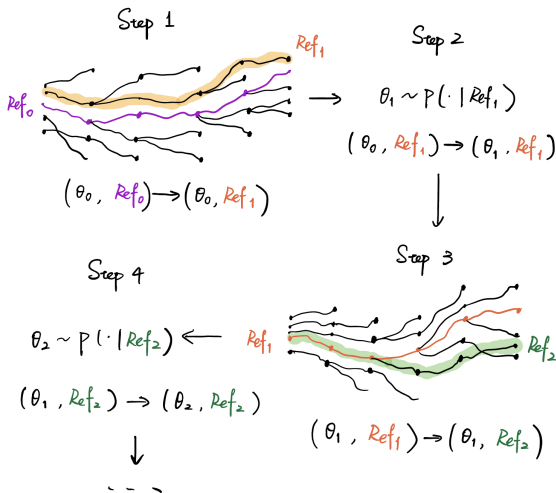 Step 1
Ref₁
Ref₀
(θ₀, Ref₀) → (θ₀, Ref₁)
Step 2
θ₁ ~ p(· | Ref₁)
(θ₀, Ref₁) → (θ₁, Ref₁)
Step 3
Ref₁
Ref₂
(θ₁, Ref₁) → (θ₁, Ref₂)
Step 4
θ₂ ~ p(· | Ref₂)
(θ₁, Ref₂) → (θ₂, Ref₂)
---